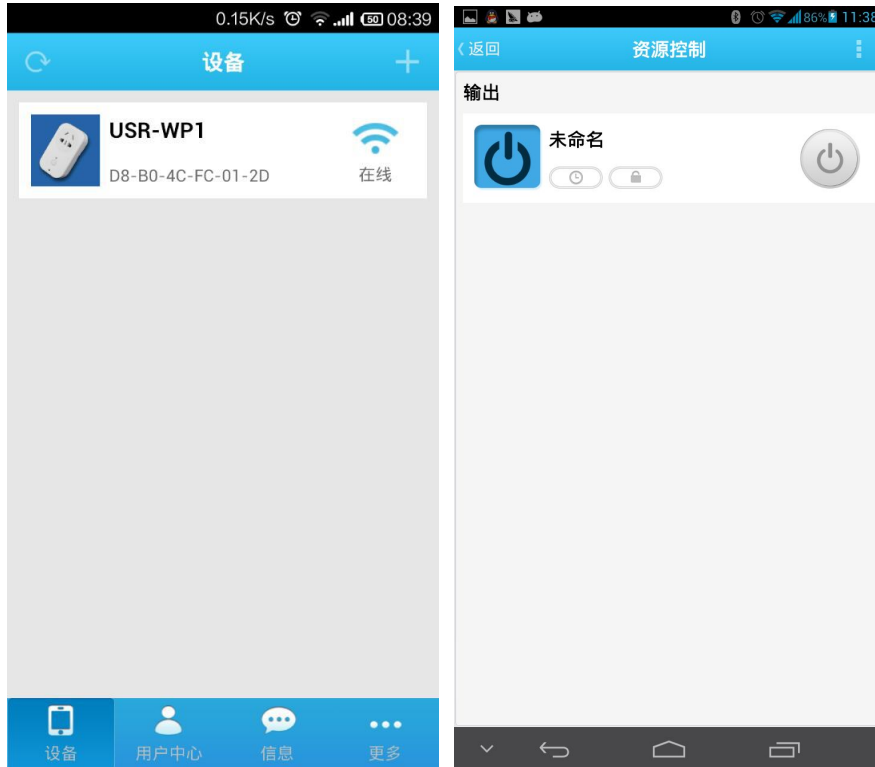 0.15K/s 50 08:39
设备
USR-WP1
D8-B0-4C-FC-01-2D
在线
设备 用户中心 信息 更多
86% 11:38
返回 资源控制
输出
未命名